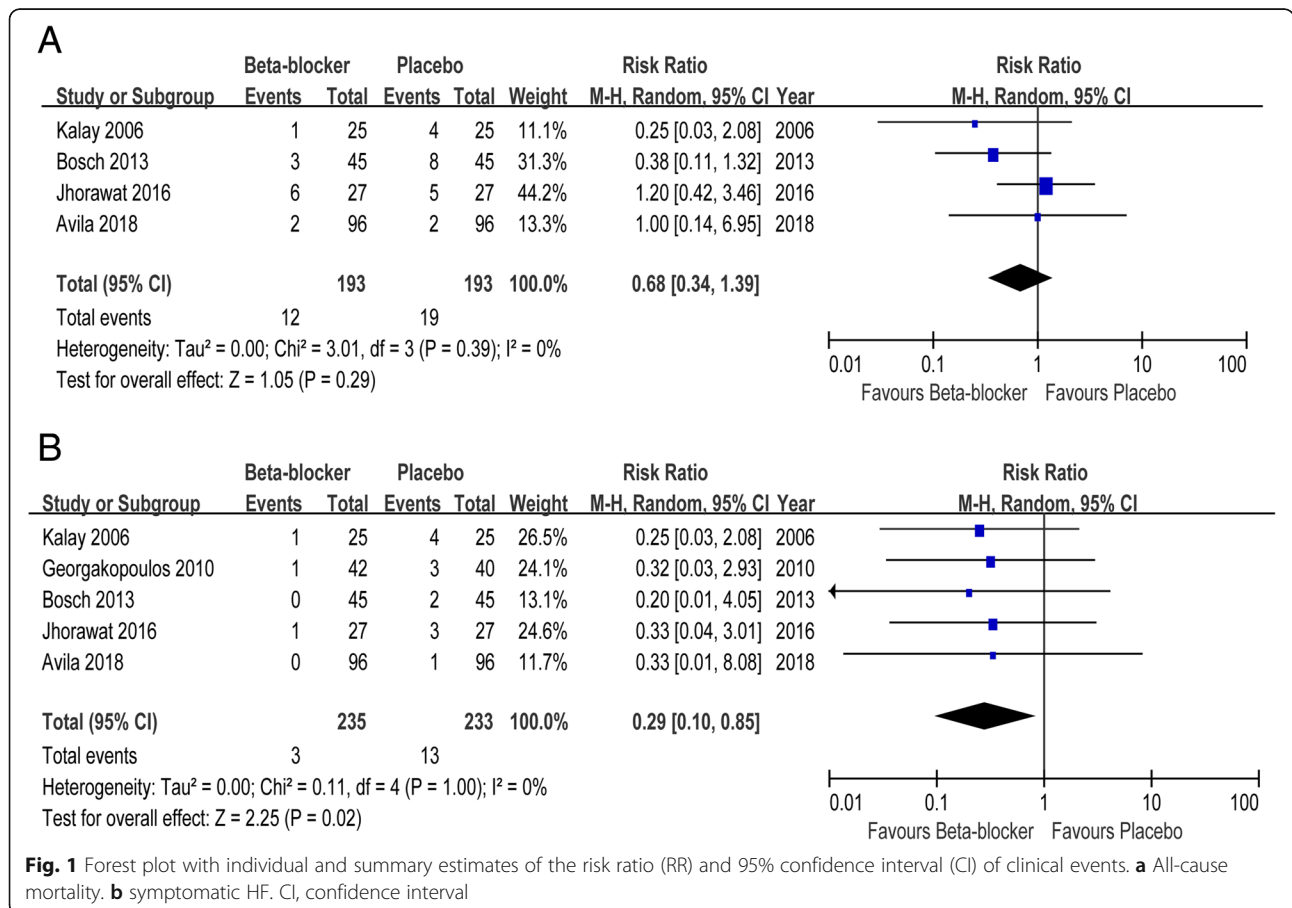 A
Beta-blocker Placebo Risk Ratio Risk Ratio
Study or Subgroup Events Total Events Total Weight M-H, Random, 95% CI Year M-H, Random, 95% CI
Kalay 2006 1 25 4 25 11.1% 0.25 [0.03, 2.08] 2006
Bosch 2013 3 45 8 45 31.3% 0.38 [0.11, 1.32] 2013
Jhorawat 2016 6 27 5 27 44.2% 1.20 [0.42, 3.46] 2016
Avila 2018 2 96 2 96 13.3% 1.00 [0.14, 6.95] 2018
Total (95% CI) 193 193 100.0% 0.68 [0.34, 1.39]
Total events 12 19
Heterogeneity: Tau² = 0.00; Chi² = 3.01, df = 3 (P = 0.39); I² = 0%
Test for overall effect: Z = 1.05 (P = 0.29)
0.01 0.1 1 10 100
Favours Beta-blocker Favours Placebo
B
Beta-blocker Placebo Risk Ratio Risk Ratio
Study or Subgroup Events Total Events Total Weight M-H, Random, 95% CI Year M-H, Random, 95% CI
Kalay 2006 1 25 4 25 26.5% 0.25 [0.03, 2.08] 2006
Georgakopoulos 2010 1 42 3 40 24.1% 0.32 [0.03, 2.93] 2010
Bosch 2013 0 45 2 45 13.1% 0.20 [0.01, 4.05] 2013
Jhorawat 2016 1 27 3 27 24.6% 0.33 [0.04, 3.01] 2016
Avila 2018 0 96 1 96 11.7% 0.33 [0.01, 8.08] 2018
Total (95% CI) 235 233 100.0% 0.29 [0.10, 0.85]
Total events 3 13
Heterogeneity: Tau² = 0.00; Chi² = 0.11, df = 4 (P = 1.00); I² = 0%
Test for overall effect: Z = 2.25 (P = 0.02)
0.01 0.1 1 10 100
Favours Beta-blocker Favours Placebo
Fig. 1 Forest plot with individual and summary estimates of the risk ratio (RR) and 95% confidence interval (CI) of clinical events. a All-cause
mortality. b symptomatic HF. CI, confidence interval